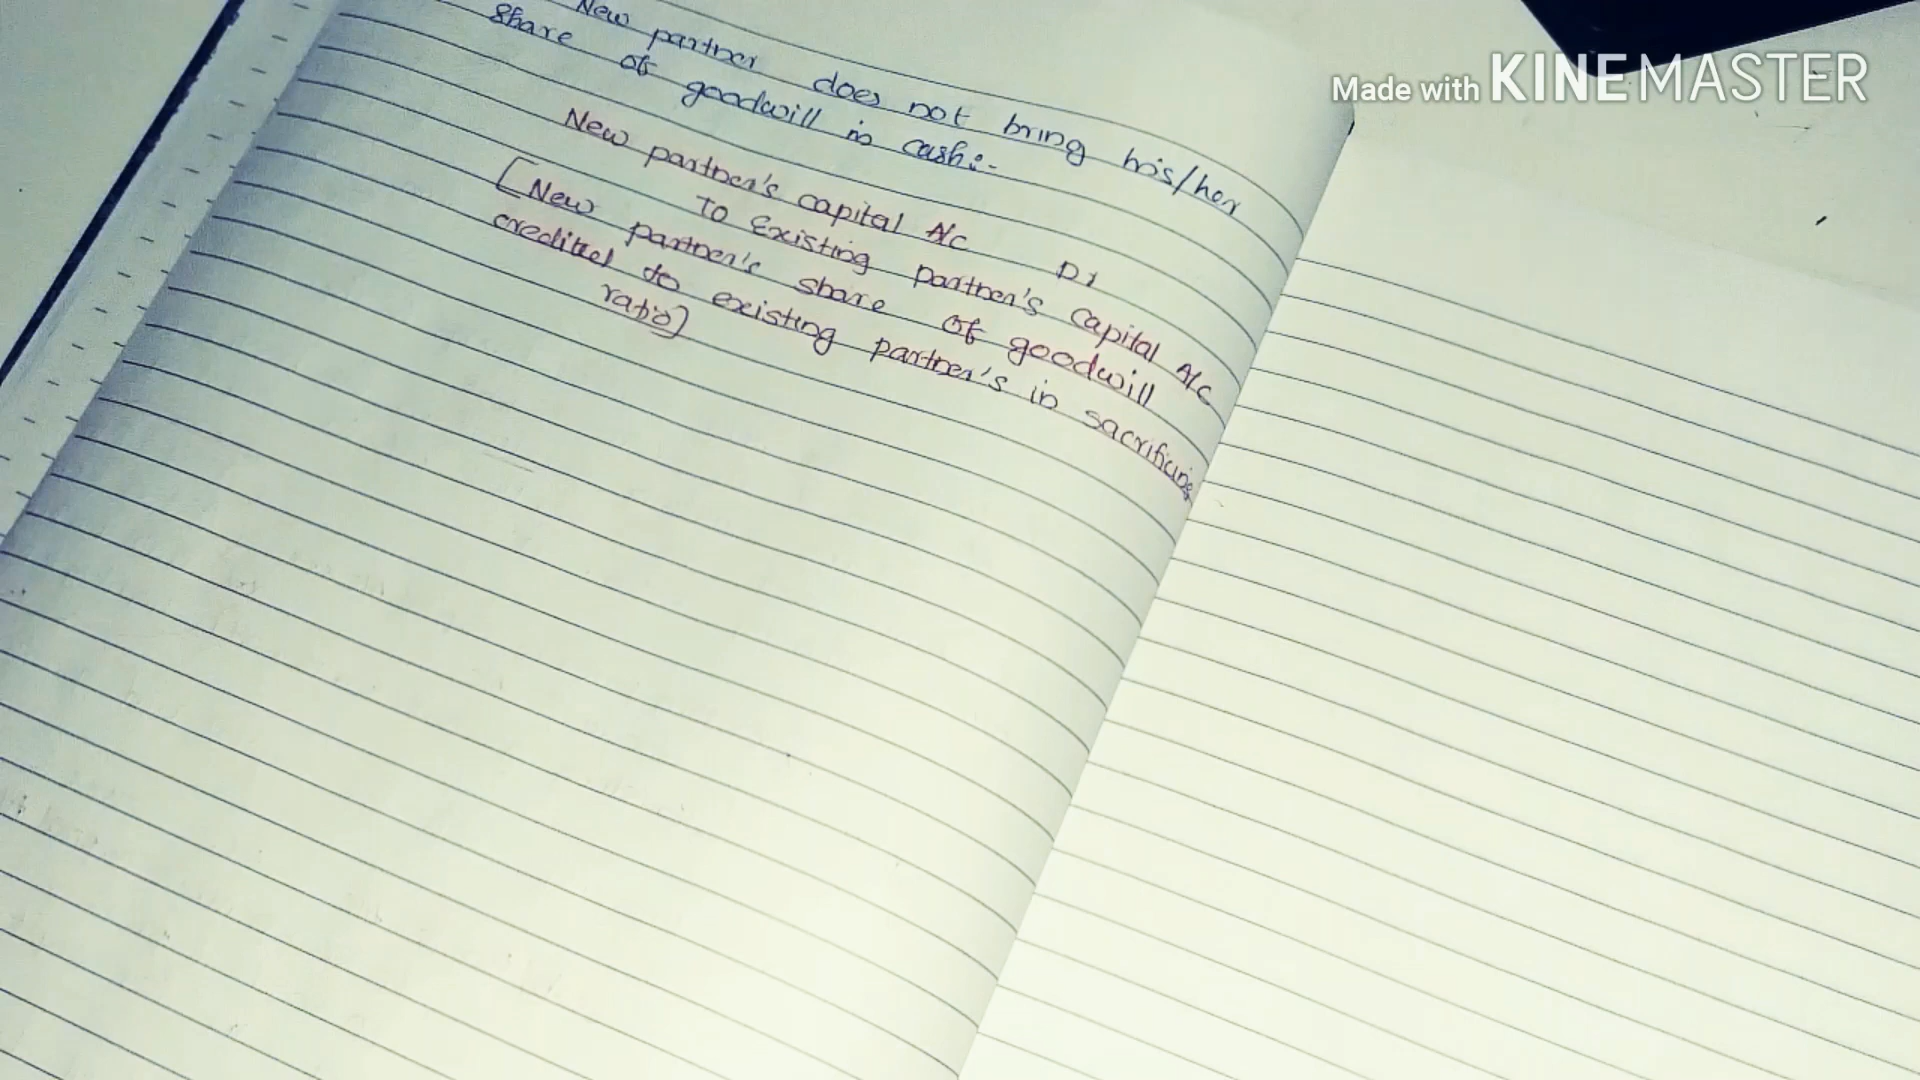 New partner does not bring his/her
share of goodwill in cash:-
New partner's capital A/c Dr
To Existing partner's capital A/c
[New partner's share of goodwill
credited to existing partner's in sacrificing
ratio]
Made with KINEMASTER